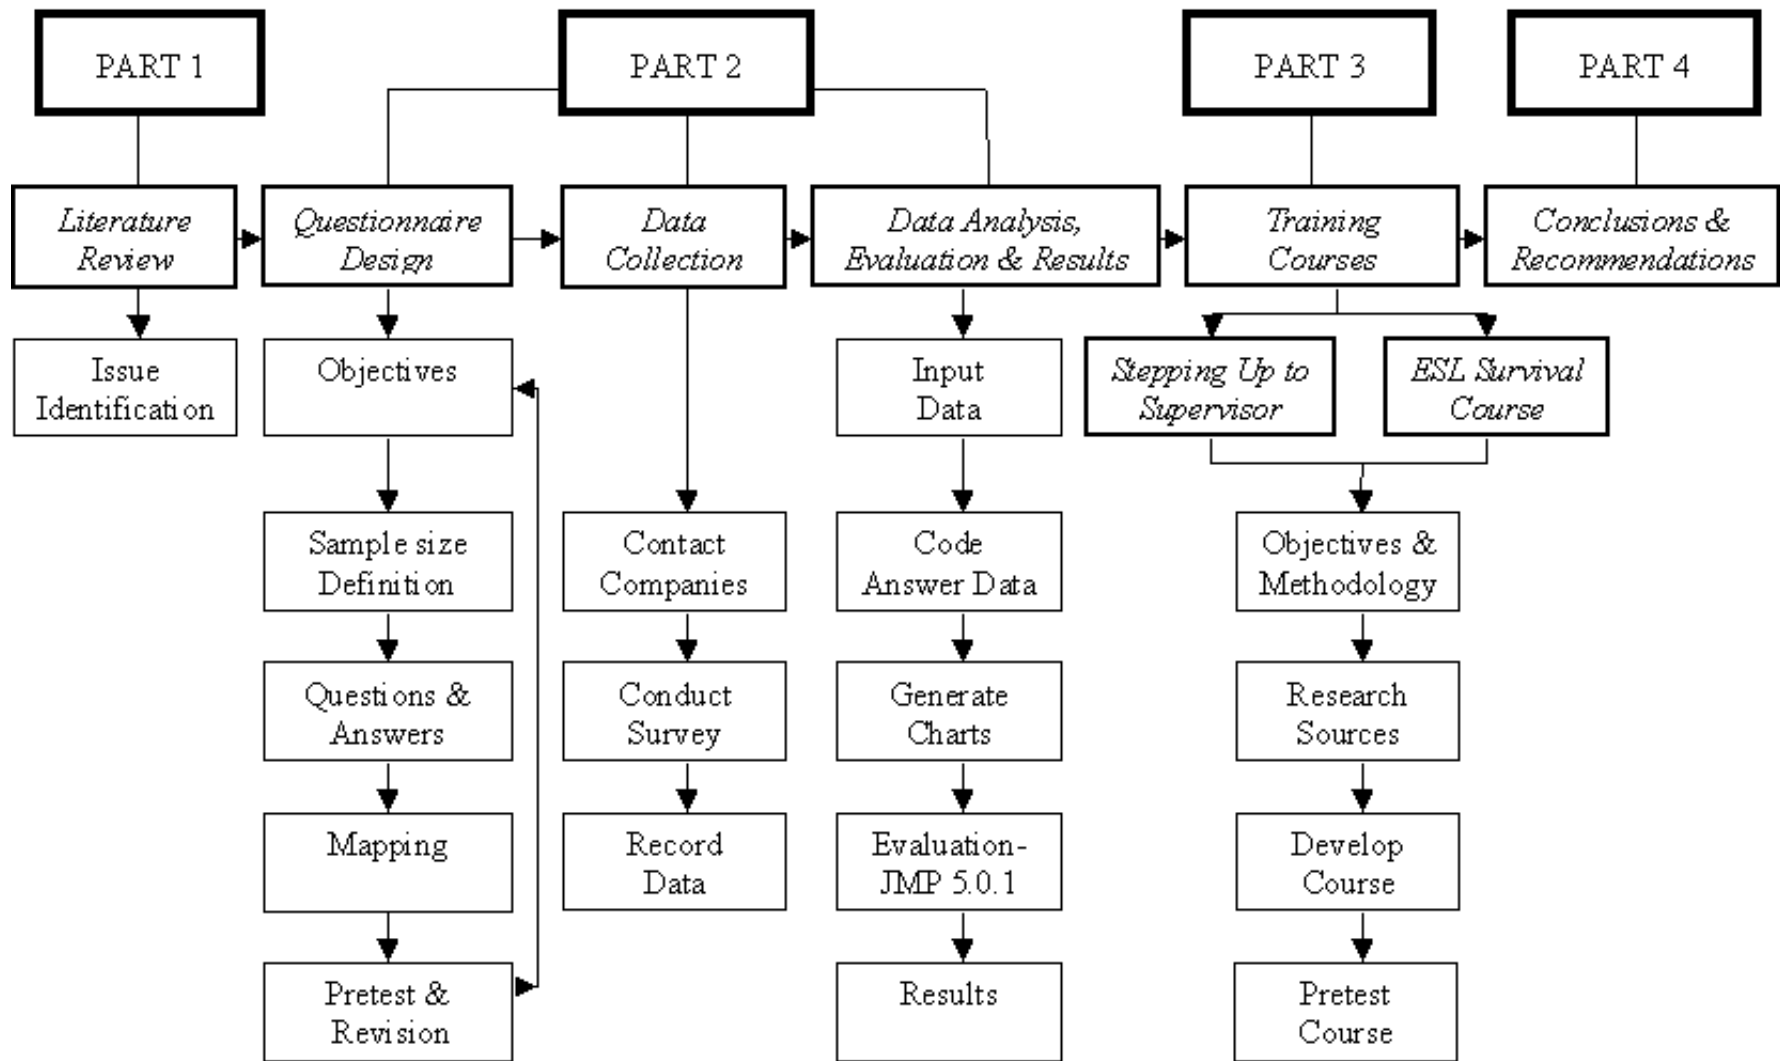 PART 1
PART 2
PART 3
PART 4
Literature
Review
Questionnaire
Design
Data
Collection
Data Analysis,
Evaluation & Results
Training
Courses
Conclusions &
Recommendations
Issue
Identification
Objectives
Input
Data
Stepping Up to
Supervisor
ESL Survival
Course
Sample size
Definition
Contact
Companies
Code
Answer Data
Objectives &
Methodology
Questions &
Answers
Conduct
Survey
Generate
Charts
Research
Sources
Mapping
Record
Data
Evaluation-
JMP 5.0.1
Develop
Course
Pretest &
Revision
Results
Pretest
Course